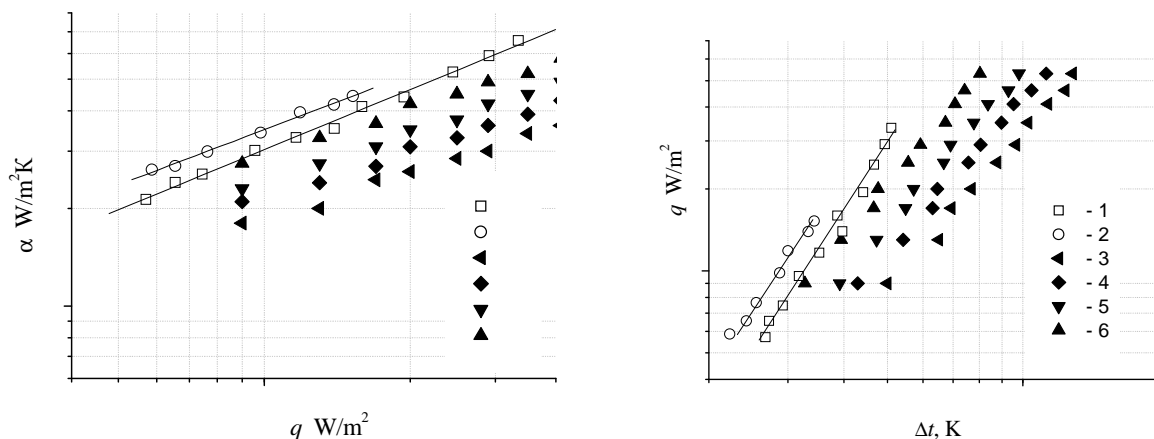 α W/m²K
q W/m²
q W/m²
- 1
- 2
- 3
- 4
- 5
- 6
Δt, K